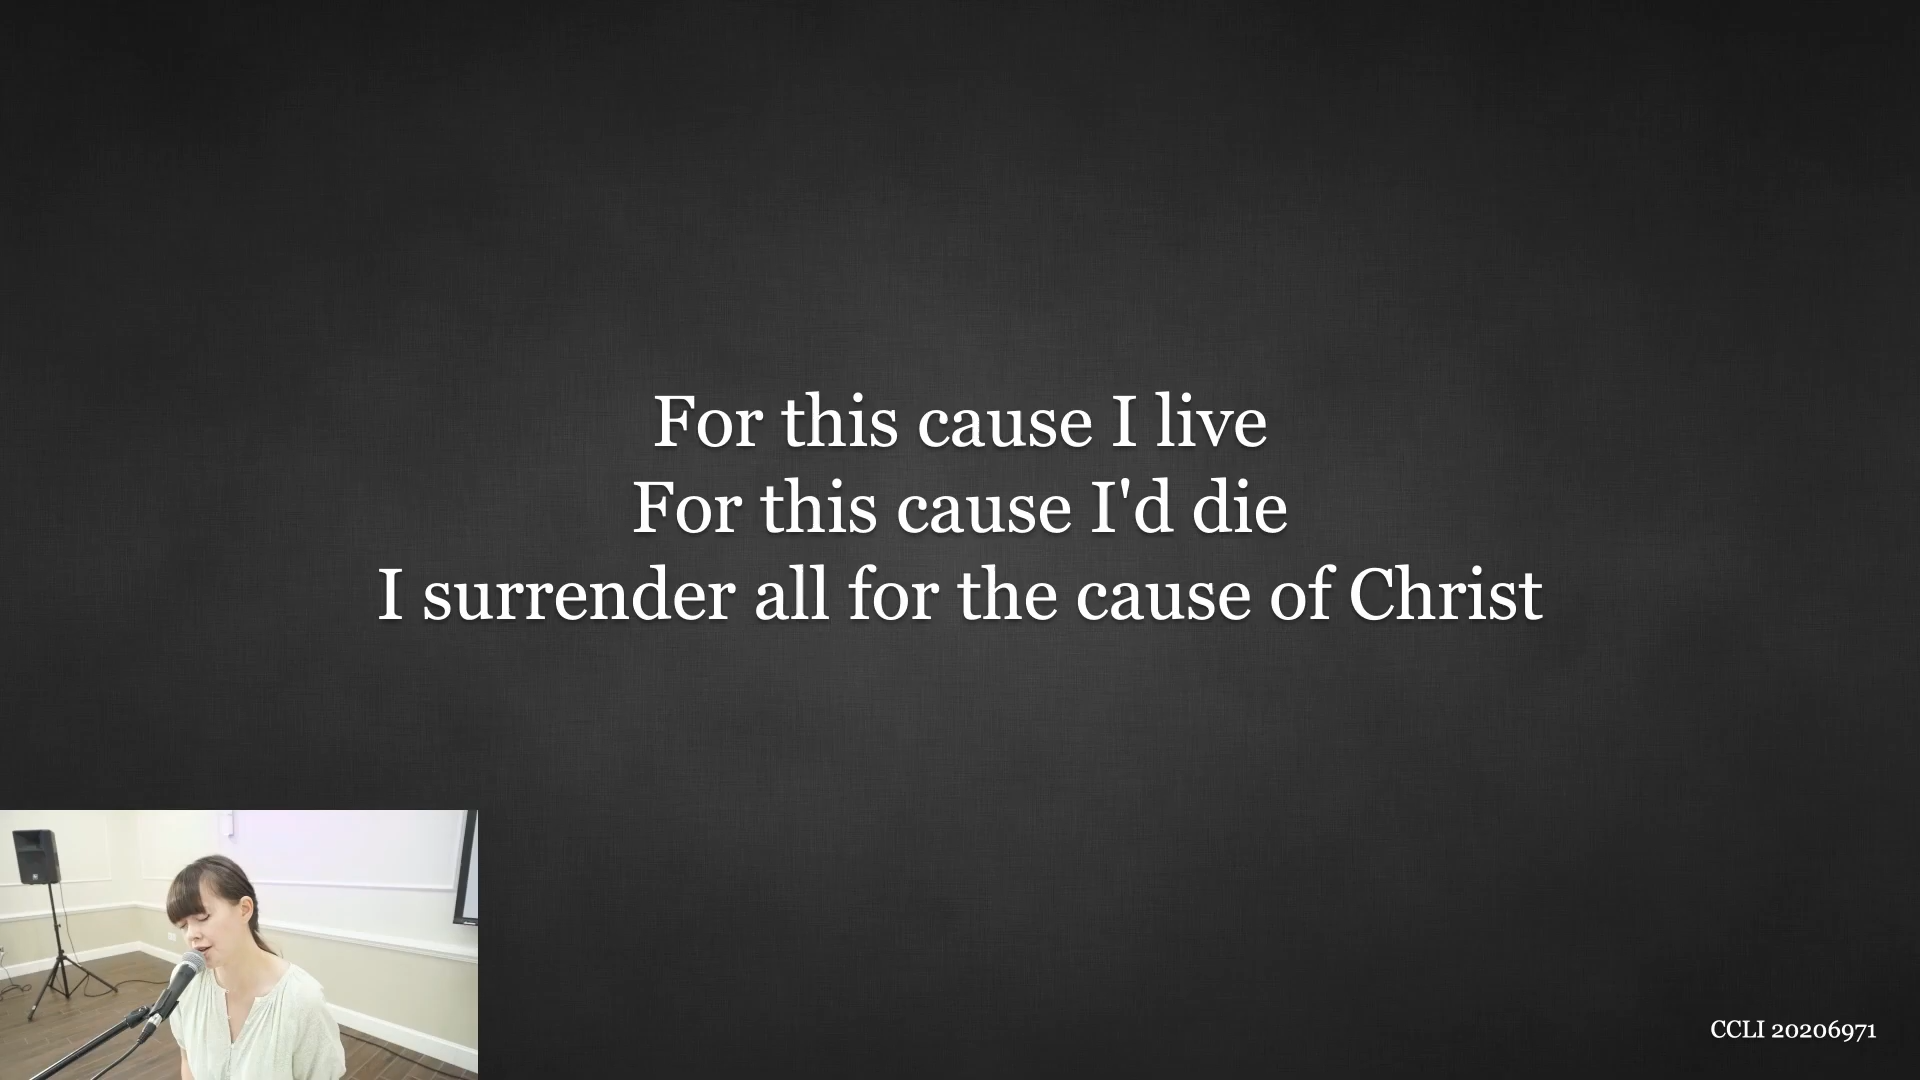 For this cause I live
For this cause I'd die
I surrender all for the cause of Christ
CCLI 20206971